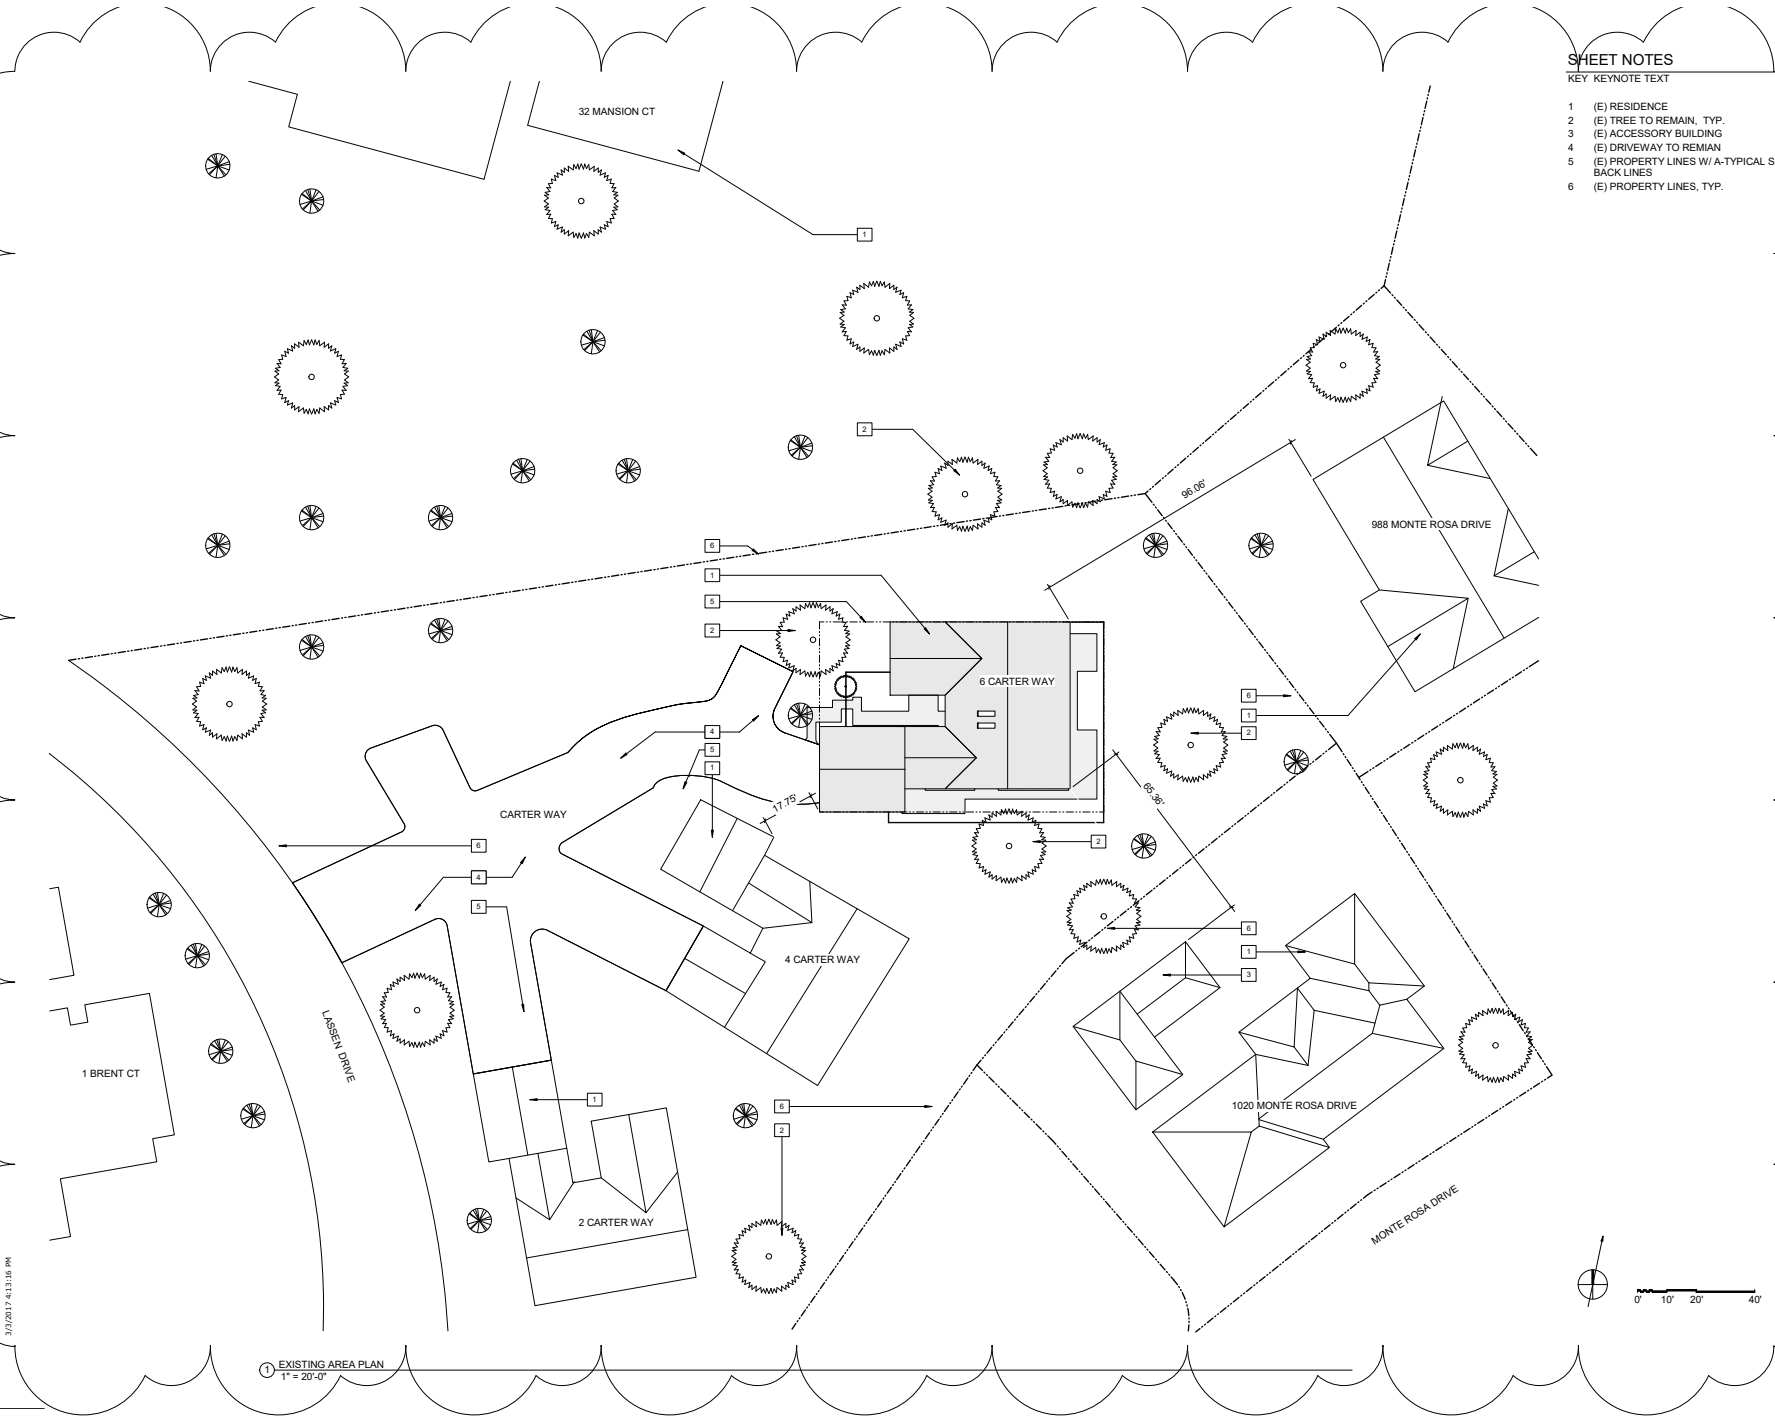 SHEET NOTES
KEY KEYNOTE TEXT
1 (E) RESIDENCE
2 (E) TREE TO REMAIN, TYP.
3 (E) ACCESSORY BUILDING
4 (E) DRIVEWAY TO REMIAN
5 (E) PROPERTY LINES W/ A-TYPICAL S
BACK LINES
6 (E) PROPERTY LINES, TYP.
32 MANSION CT
1
2
96.06'
988 MONTE ROSA DRIVE
6
1
5
2
6 CARTER WAY
6
1
2
4
5
1
65.36'
17.75'
CARTER WAY
6
2
4
5
6
1
3
4 CARTER WAY
LASSEN DRIVE
1 BRENT CT
1
6
2
1020 MONTE ROSA DRIVE
2 CARTER WAY
MONTE ROSA DRIVE
0' 10' 20' 40'
3/3/2017 4:13:16 PM
1 EXISTING AREA PLAN
1" = 20'-0"